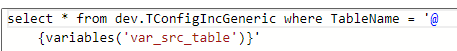 select * from dev.TConfigIncGeneric where TableName = '@
{variables('var_src_table')}'